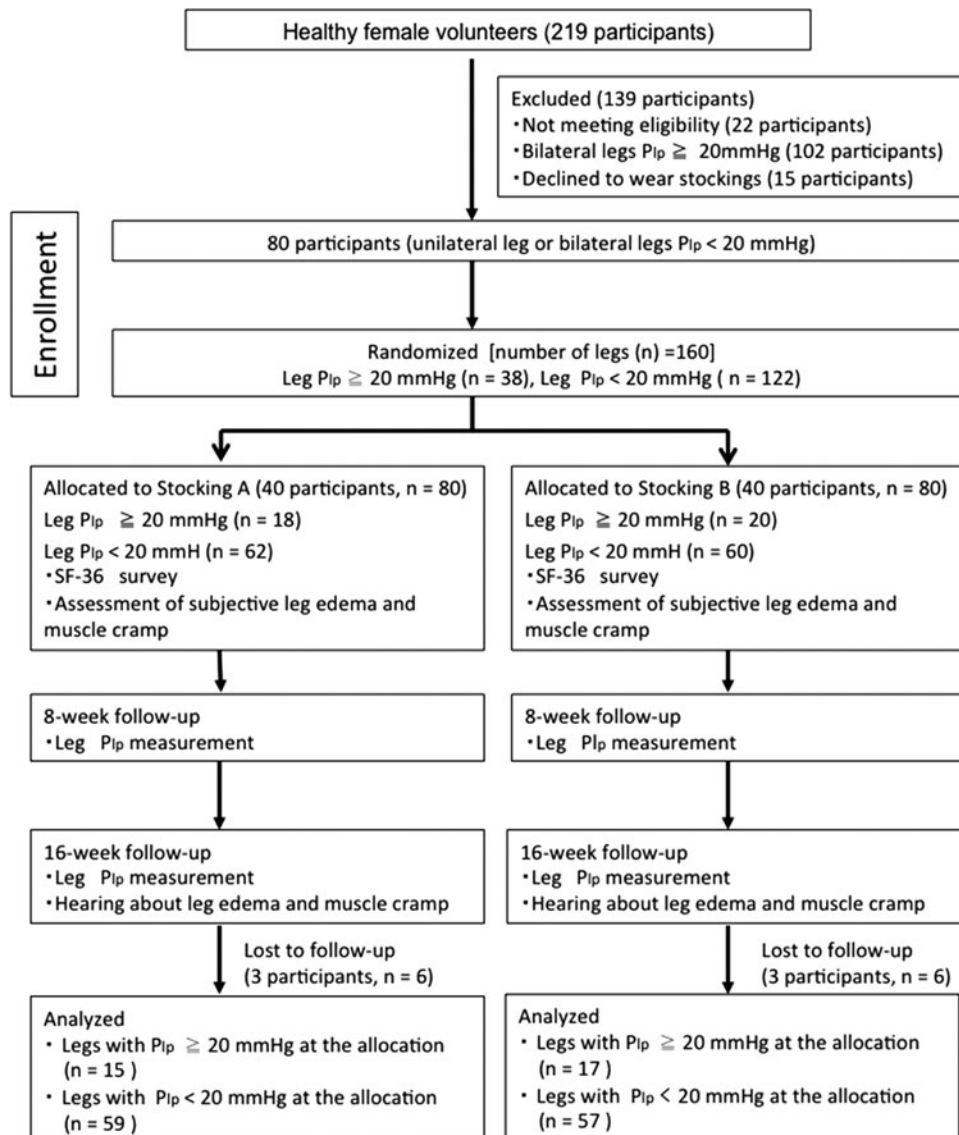 Healthy female volunteers (219 participants)
Excluded (139 participants)
・Not meeting eligibility (22 participants)
・Bilateral legs Plp ≧ 20mmHg (102 participants)
・Declined to wear stockings (15 participants)
Enrollment
80 participants (unilateral leg or bilateral legs Plp < 20 mmHg)
Randomized [number of legs (n) =160]
Leg Plp ≧ 20 mmHg (n = 38), Leg Plp < 20 mmHg ( n = 122)
Allocated to Stocking A (40 participants, n = 80)
Leg Plp ≧ 20 mmHg (n = 18)
Leg Plp < 20 mmH (n = 62)
・SF-36 survey
・Assessment of subjective leg edema and
muscle cramp
Allocated to Stocking B (40 participants, n = 80)
Leg Plp ≧ 20 mmHg (n = 20)
Leg Plp < 20 mmH (n = 60)
・SF-36 survey
・Assessment of subjective leg edema and
muscle cramp
8-week follow-up
・Leg Plp measurement
8-week follow-up
・Leg Plp measurement
16-week follow-up
・Leg Plp measurement
・Hearing about leg edema and muscle cramp
16-week follow-up
・Leg Plp measurement
・Hearing about leg edema and muscle cramp
Lost to follow-up
(3 participants, n = 6)
Lost to follow-up
(3 participants, n = 6)
Analyzed
・ Legs with Plp ≧ 20 mmHg at the allocation
(n = 15 )
・ Legs with Plp < 20 mmHg at the allocation
(n = 59 )
Analyzed
・ Legs with Plp ≧ 20 mmHg at the allocation
(n = 17 )
・ Legs with Plp < 20 mmHg at the allocation
(n = 57 )